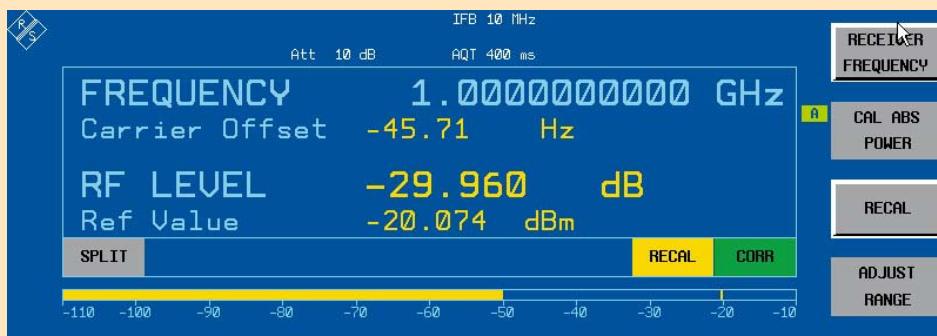 R/S
IFB 10 MHz
Att 10 dB AQT 400 ms
FREQUENCY 1.0000000000 GHz
Carrier Offset -45.71 Hz
RF LEVEL -29.960 dB
Ref Value -20.074 dBm
SPLIT RECAL CORR
-110 -100 -90 -80 -70 -60 -50 -40 -30 -20 -10
A
RECEIVER
FREQUENCY
CAL ABS
POWER
RECAL
ADJUST
RANGE